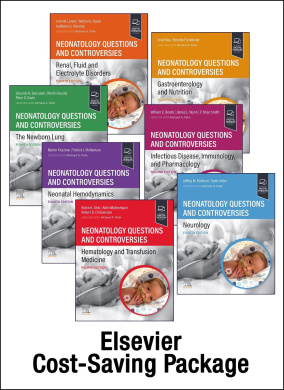 NEONATOLOGY QUESTIONS
AND CONTROVERSIES
Renal, Fluid and
Electrolyte Disorders
NEONATOLOGY QUESTIONS
AND CONTROVERSIES
Gastroenterology
and Nutrition
NEONATOLOGY QUESTIONS
AND CONTROVERSIES
The Newborn Lung
NEONATOLOGY QUESTIONS
AND CONTROVERSIES
Infectious Disease, Immunology,
and Pharmacology
NEONATOLOGY QUESTIONS
AND CONTROVERSIES
Neonatal Hemodynamics
NEONATOLOGY QUESTIONS
AND CONTROVERSIES
Neurology
NEONATOLOGY QUESTIONS
AND CONTROVERSIES
Hematology and Transfusion
Medicine
Elsevier
Cost-Saving Package